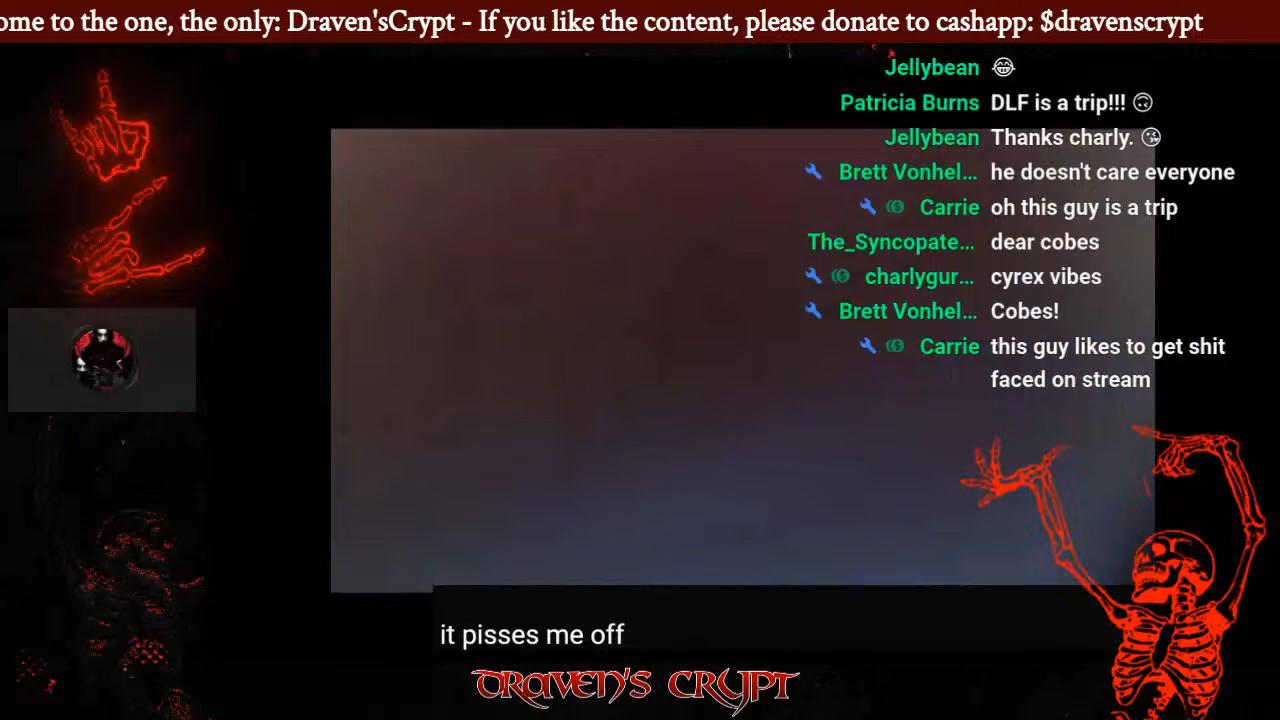 ome to the one, the only: Draven'sCrypt - If you like the content, please donate to cashapp: $dravenscrypt
Jellybean 😂
Patricia Burns DLF is a trip!!! 🙃
Jellybean Thanks charly. 😘
Brett Vonhel... he doesn't care everyone
Carrie oh this guy is a trip
The_Syncopate... dear cobes
charlygur... cyrex vibes
Brett Vonhel... Cobes!
Carrie this guy likes to get shit
faced on stream
it pisses me off
DRAVEN'S CRYPT